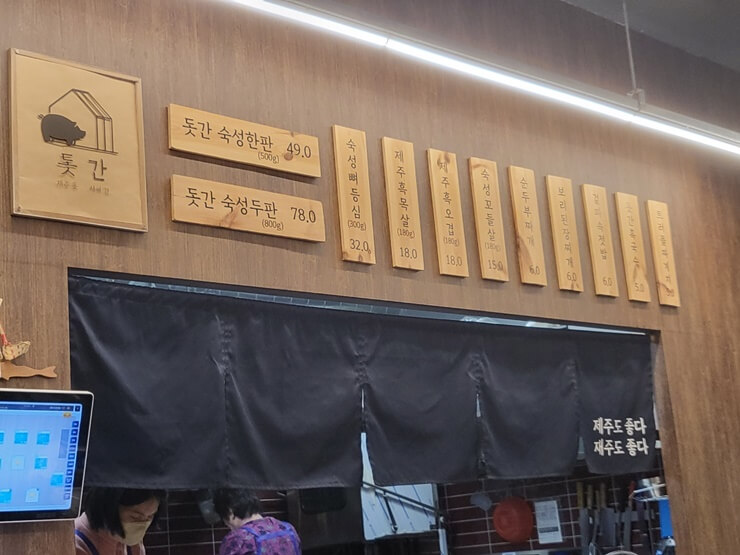 돗간
돗간 숙성한판 49.0
(500g)
돗간 숙성두판 78.0
(800g)
숙성뼈등심
(300g)
32.0
제주흑목살
(180g)
18.0
제주흑오겹
(180g)
18.0
숙성꼬들살
(180g)
15.0
순두부찌개
6.0
보리된장찌개
6.0
6.0
5.0
제주도 좋다
재주도 좋다